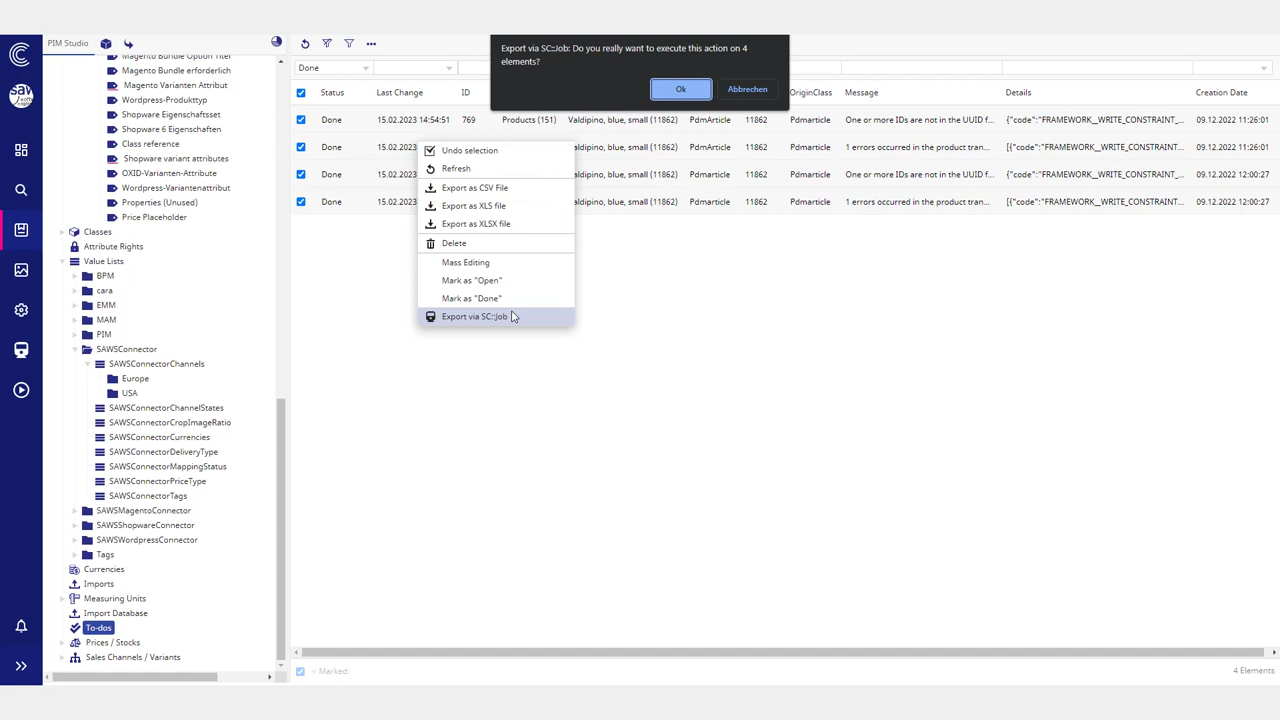 PIM Studio
Magento Bundle Option Titel
Magento Bundle erforderlich
Magento Varianten Attribut
Wordpress-Produkttyp
Shopware Eigenschaftsset
Shopware 6 Eigenschaften
Class reference
Shopware variant attributes
OXID-Varianten-Attribute
Wordpress-Variantenattribut
Properties (Unused)
Price Placeholder
Classes
Attribute Rights
Value Lists
BPM
cara
EMM
MAM
PIM
SAWSConnector
SAWSConnectorChannels
Europe
USA
SAWSConnectorChannelStates
SAWSConnectorCropImageRatio
SAWSConnectorCurrencies
SAWSConnectorDeliveryType
SAWSConnectorMappingStatus
SAWSConnectorPriceType
SAWSConnectorTags
SAWSMagentoConnector
SAWSShopwareConnector
SAWSWordpressConnector
Tags
Currencies
Imports
Measuring Units
Import Database
To-dos
Prices / Stocks
Sales Channels / Variants
Export via SC::Job: Do you really want to execute this action on 4
elements?
Ok Abbrechen
Done
Status Last Change ID OriginClass Message Details Creation Date
Done 15.02.2023 14:54:51 769 Products (151) Valdipino, blue, small (11862) PdmArticle 11862 Pdmarticle One or more IDs are not in the UUID f... {"code":"FRAMEWORK__WRITE_CONSTRAINT_... 09.12.2022 11:26:01
Done 15.02.2023 Valdipino, blue, small (11862) Pdmarticle 11862 Pdmarticle 1 errors occurred in the product tran... [{"code":"FRAMEWORK__WRITE_CONSTRAINT_... 09.12.2022 11:26:01
Done 15.02.2023 Valdipino, blue, small (11862) Pdmarticle 11862 Pdmarticle One or more IDs are not in the UUID f... {"code":"FRAMEWORK__WRITE_CONSTRAINT_... 09.12.2022 12:00:27
Done 15.02.2023 Valdipino, blue, small (11862) Pdmarticle 11862 Pdmarticle 1 errors occurred in the product tran... [{"code":"FRAMEWORK__WRITE_CONSTRAINT_... 09.12.2022 12:00:27
Undo selection
Refresh
Export as CSV File
Export as XLS file
Export as XLSX file
Delete
Mass Editing
Mark as "Open"
Mark as "Done"
Export via SC::Job
Marked:
4 Elements